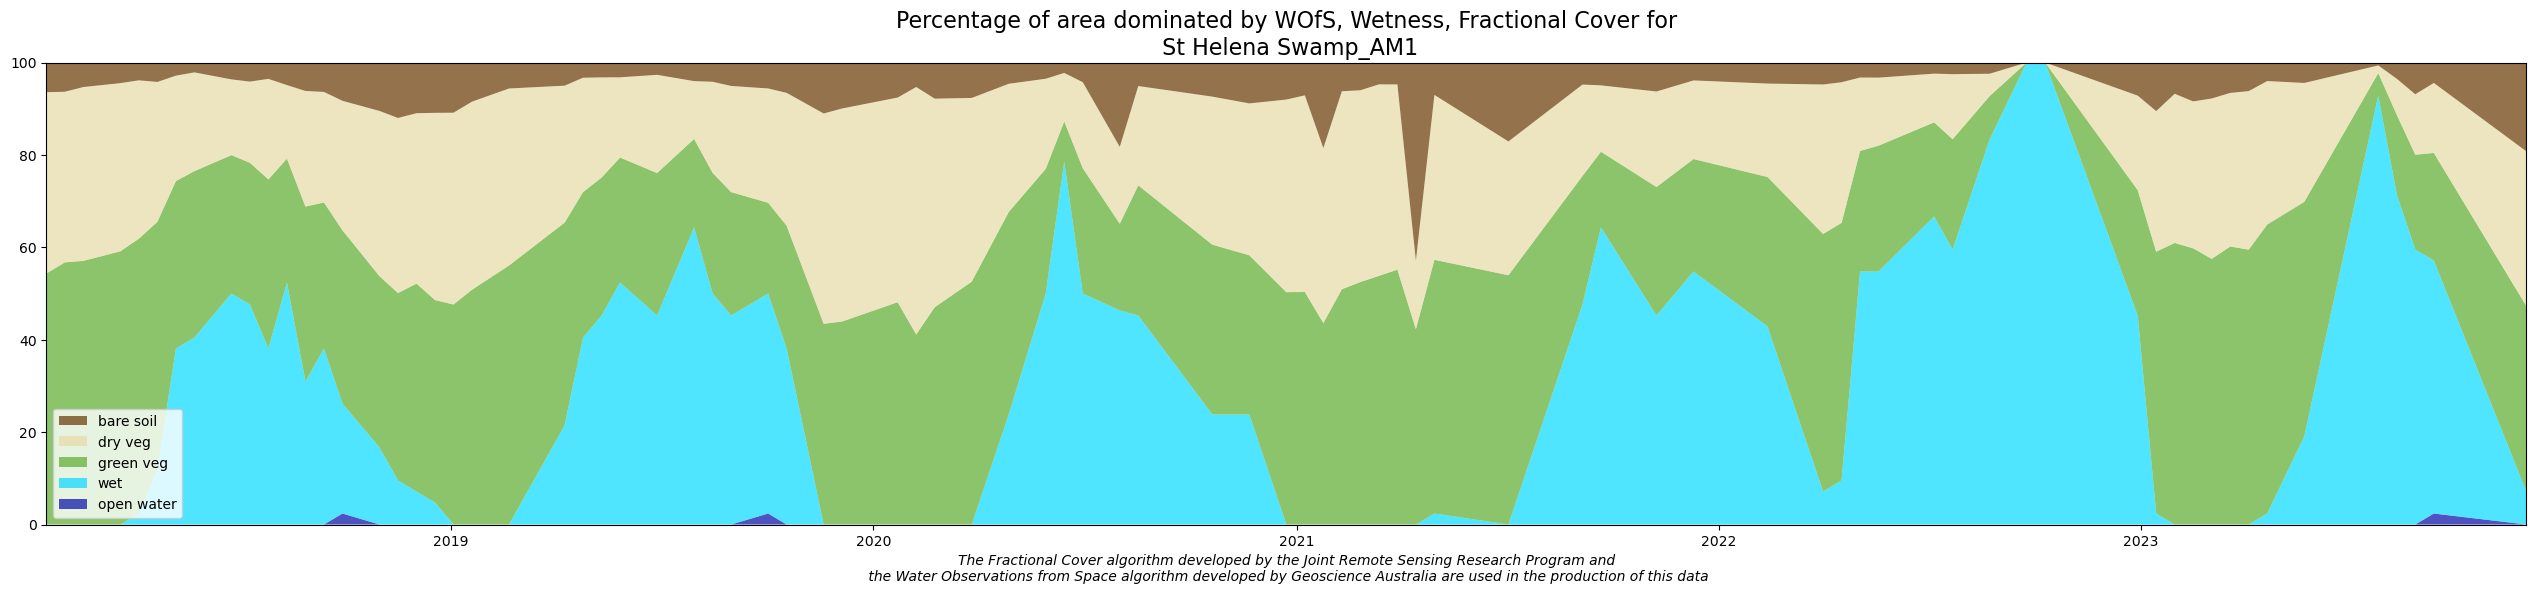 Percentage of area dominated by WOfS, Wetness, Fractional Cover for
St Helena Swamp_AM1
100
80
60
40
20
0
bare soil
dry veg
green veg
wet
open water
2019
2020
2021
2022
2023
The Fractional Cover algorithm developed by the Joint Remote Sensing Research Program and
the Water Observations from Space algorithm developed by Geoscience Australia are used in the production of this data